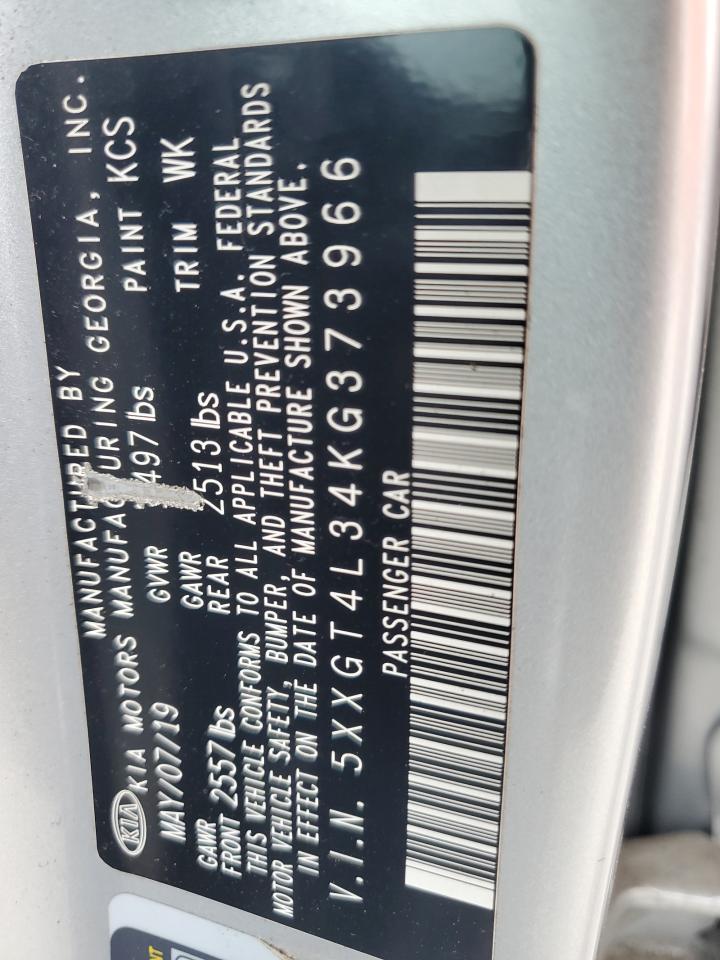 MANUFACTURED BY
KIA KIA MOTORS MANUFACTURING GEORGIA, INC.
MAY/07/19 GVWR 497 lbs PAINT KCS
GAWR GAWR TRIM WK
FRONT 2557 lbs REAR 2513 lbs
THIS VEHICLE CONFORMS TO ALL APPLICABLE U.S.A. FEDERAL
MOTOR VEHICLE SAFETY, BUMPER, AND THEFT PREVENTION STANDARDS
IN EFFECT ON THE DATE OF MANUFACTURE SHOWN ABOVE.
V.I.N. 5XXGT4L34KG373966
PASSENGER CAR